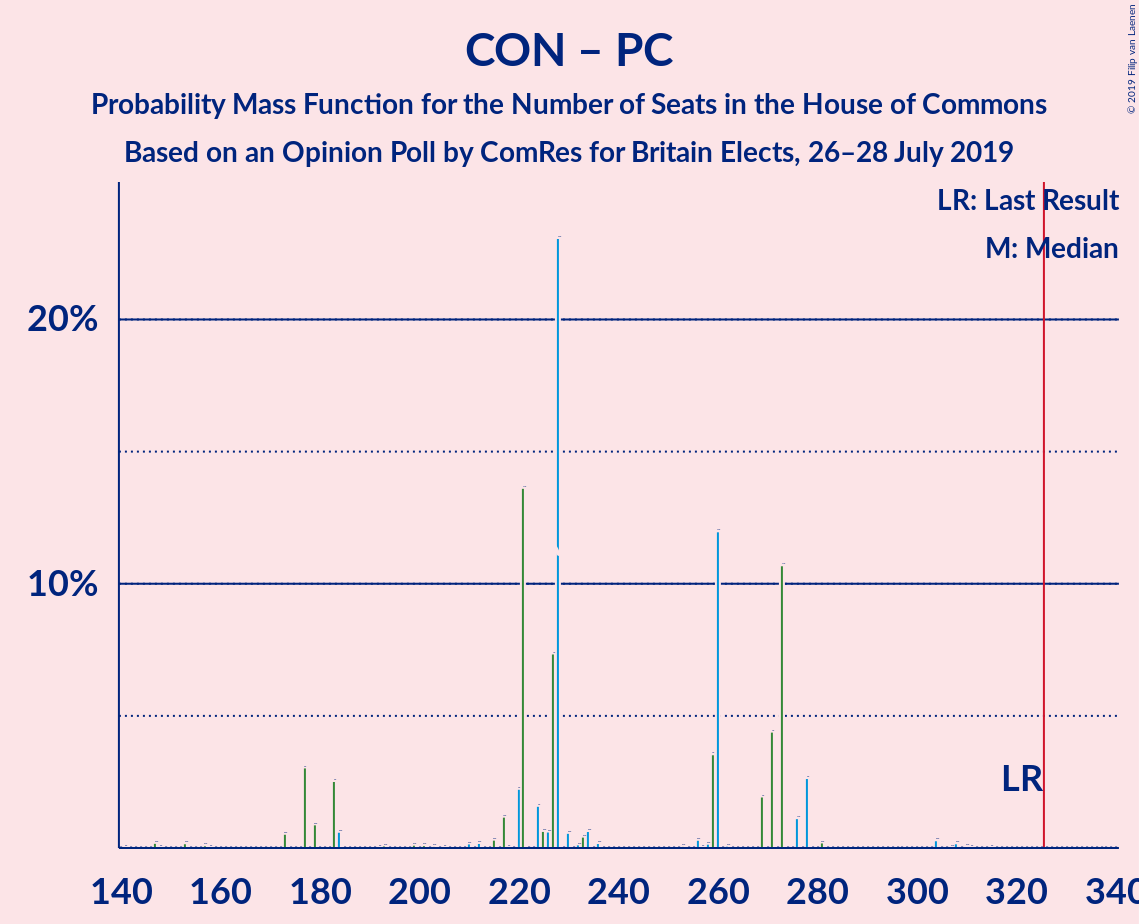 CON – PC
Probability Mass Function for the Number of Seats in the House of Commons
Based on an Opinion Poll by ComRes for Britain Elects, 26–28 July 2019
© 2019 Filip van Laenen
LR: Last Result
M: Median
20%
10%
LR
140 160 180 200 220 240 260 280 300 320 340